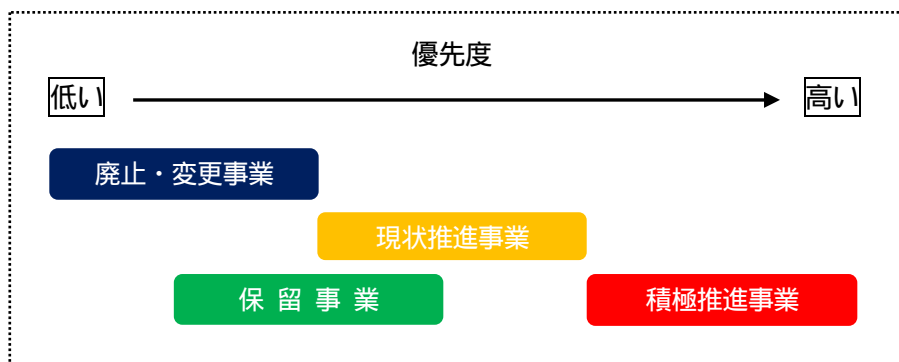 優先度
低い
高い
廃止・変更事業
現状推進事業
保留事業
積極推進事業